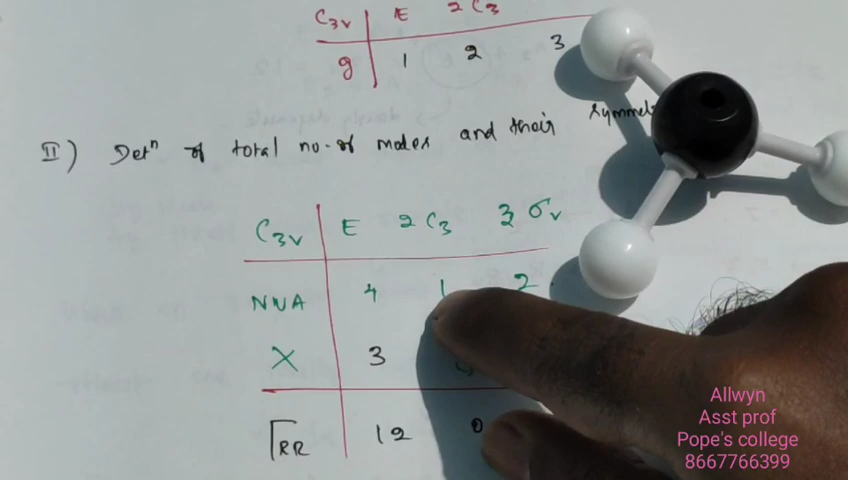 C3v E 2C3
g 1 2 3
II) Detn of total no. of modes and their symmet
C3v E 2C3 3σv
NUA 4 1 2
X 3
ΓRR 12 0
Allwyn
Asst prof
Pope's college
8667766399